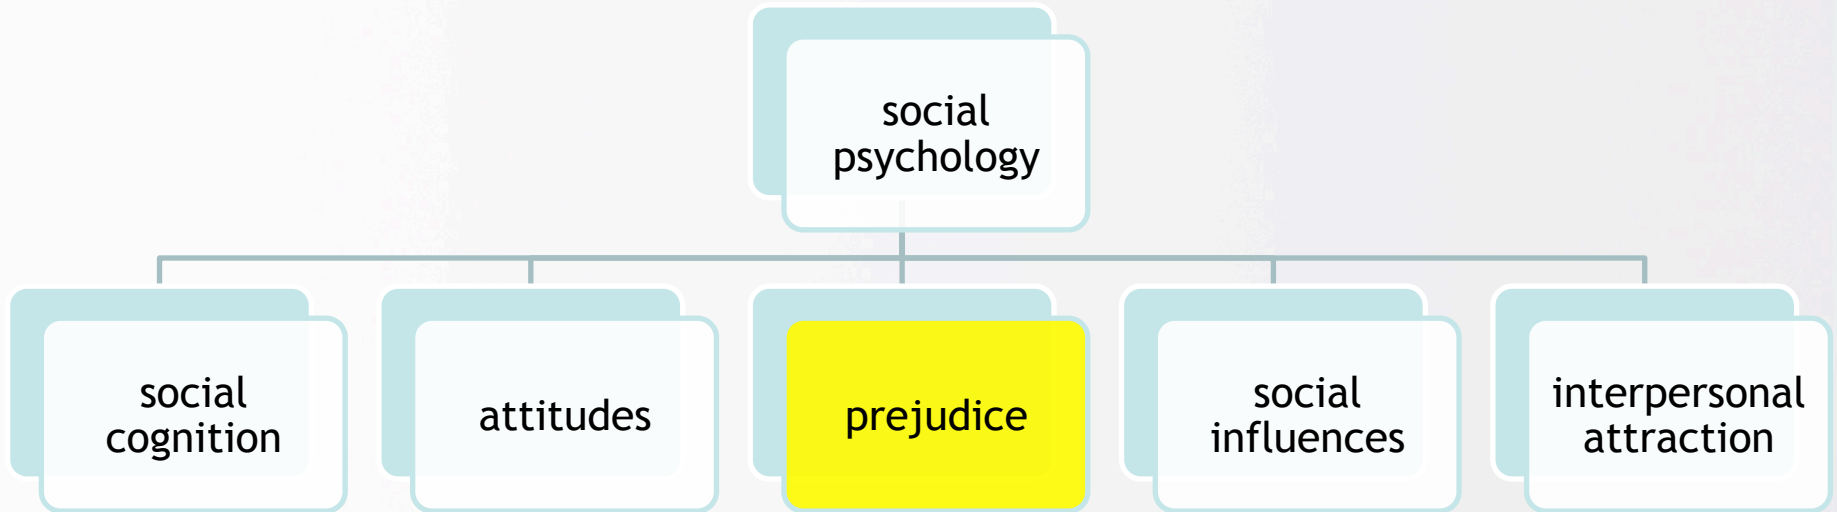 social
psychology
social
cognition
attitudes
prejudice
social
influences
interpersonal
attraction